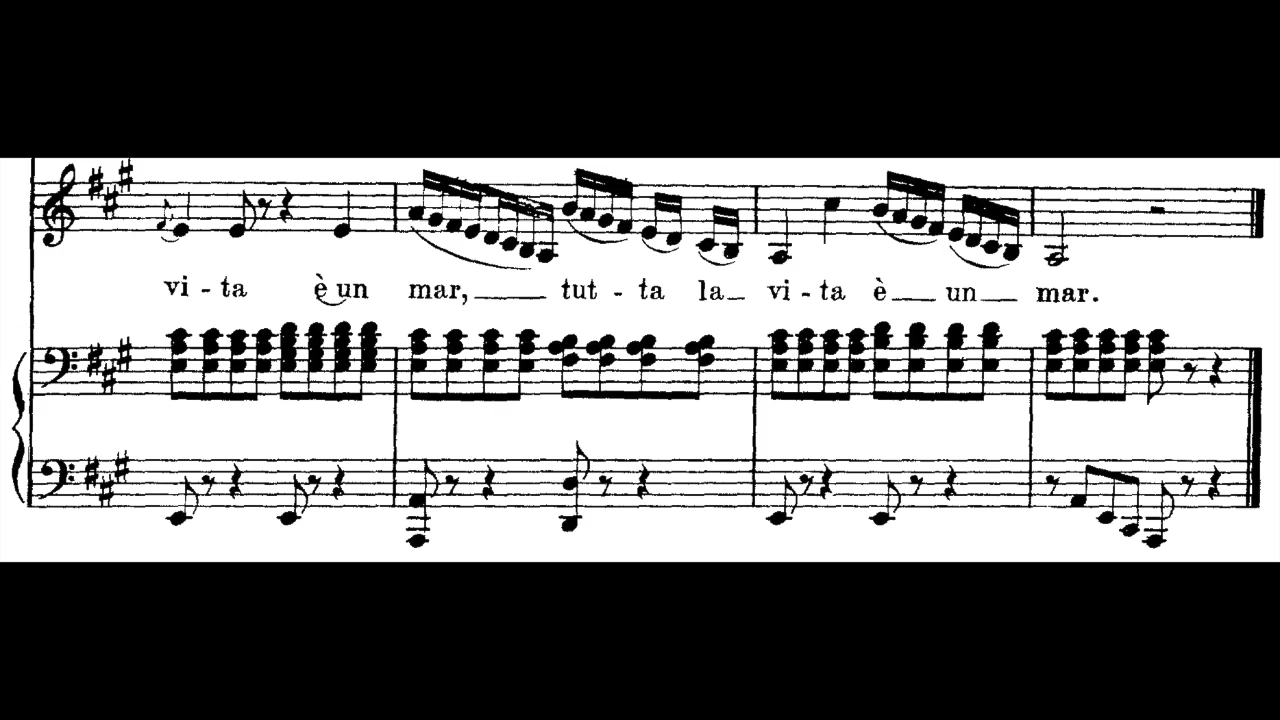 vi - ta è un mar, tut - ta la vi - ta è un mar.